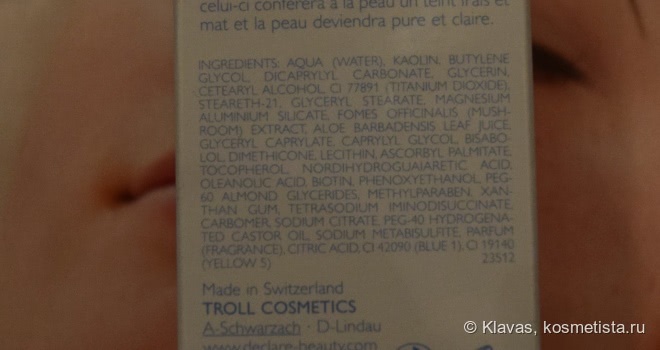 celui-ci conférera à la peau un teint frais et
mat et la peau deviendra pure et claire.
INGREDIENTS: AQUA (WATER), KAOLIN, BUTYLENE
GLYCOL, DICAPRYLYL CARBONATE, GLYCERIN,
CETEARYL ALCOHOL, CI 77891 (TITANIUM DIOXIDE),
STEARETH-21, GLYCERYL STEARATE, MAGNESIUM
ALUMINIUM SILICATE, FOMES OFFICINALIS (MUSH-
ROOM) EXTRACT, ALOE BARBADENSIS LEAF JUICE,
GLYCERYL CAPRYLATE, CAPRYLYL GLYCOL, BISABO-
LOL, DIMETHICONE, LECITHIN, ASCORBYL PALMITATE,
TOCOPHEROL, NORDIHYDROGUAIARETIC ACID,
OLEANOLIC ACID, BIOTIN, PHENOXYETHANOL, PEG-
60 ALMOND GLYCERIDES, METHYLPARABEN, XAN-
THAN GUM, TETRASODIUM IMINODISUCCINATE,
CARBOMER, SODIUM CITRATE, PEG-40 HYDROGENA-
TED CASTOR OIL, SODIUM METABISULFITE, PARFUM
(FRAGRANCE), CITRIC ACID, CI 42090 (BLUE 1), CI 19140
(YELLOW 5) 23512
Made in Switzerland
TROLL COSMETICS
A-Schwarzach · D-Lindau
www.declare-beauty.com
© Klavas, kosmetista.ru